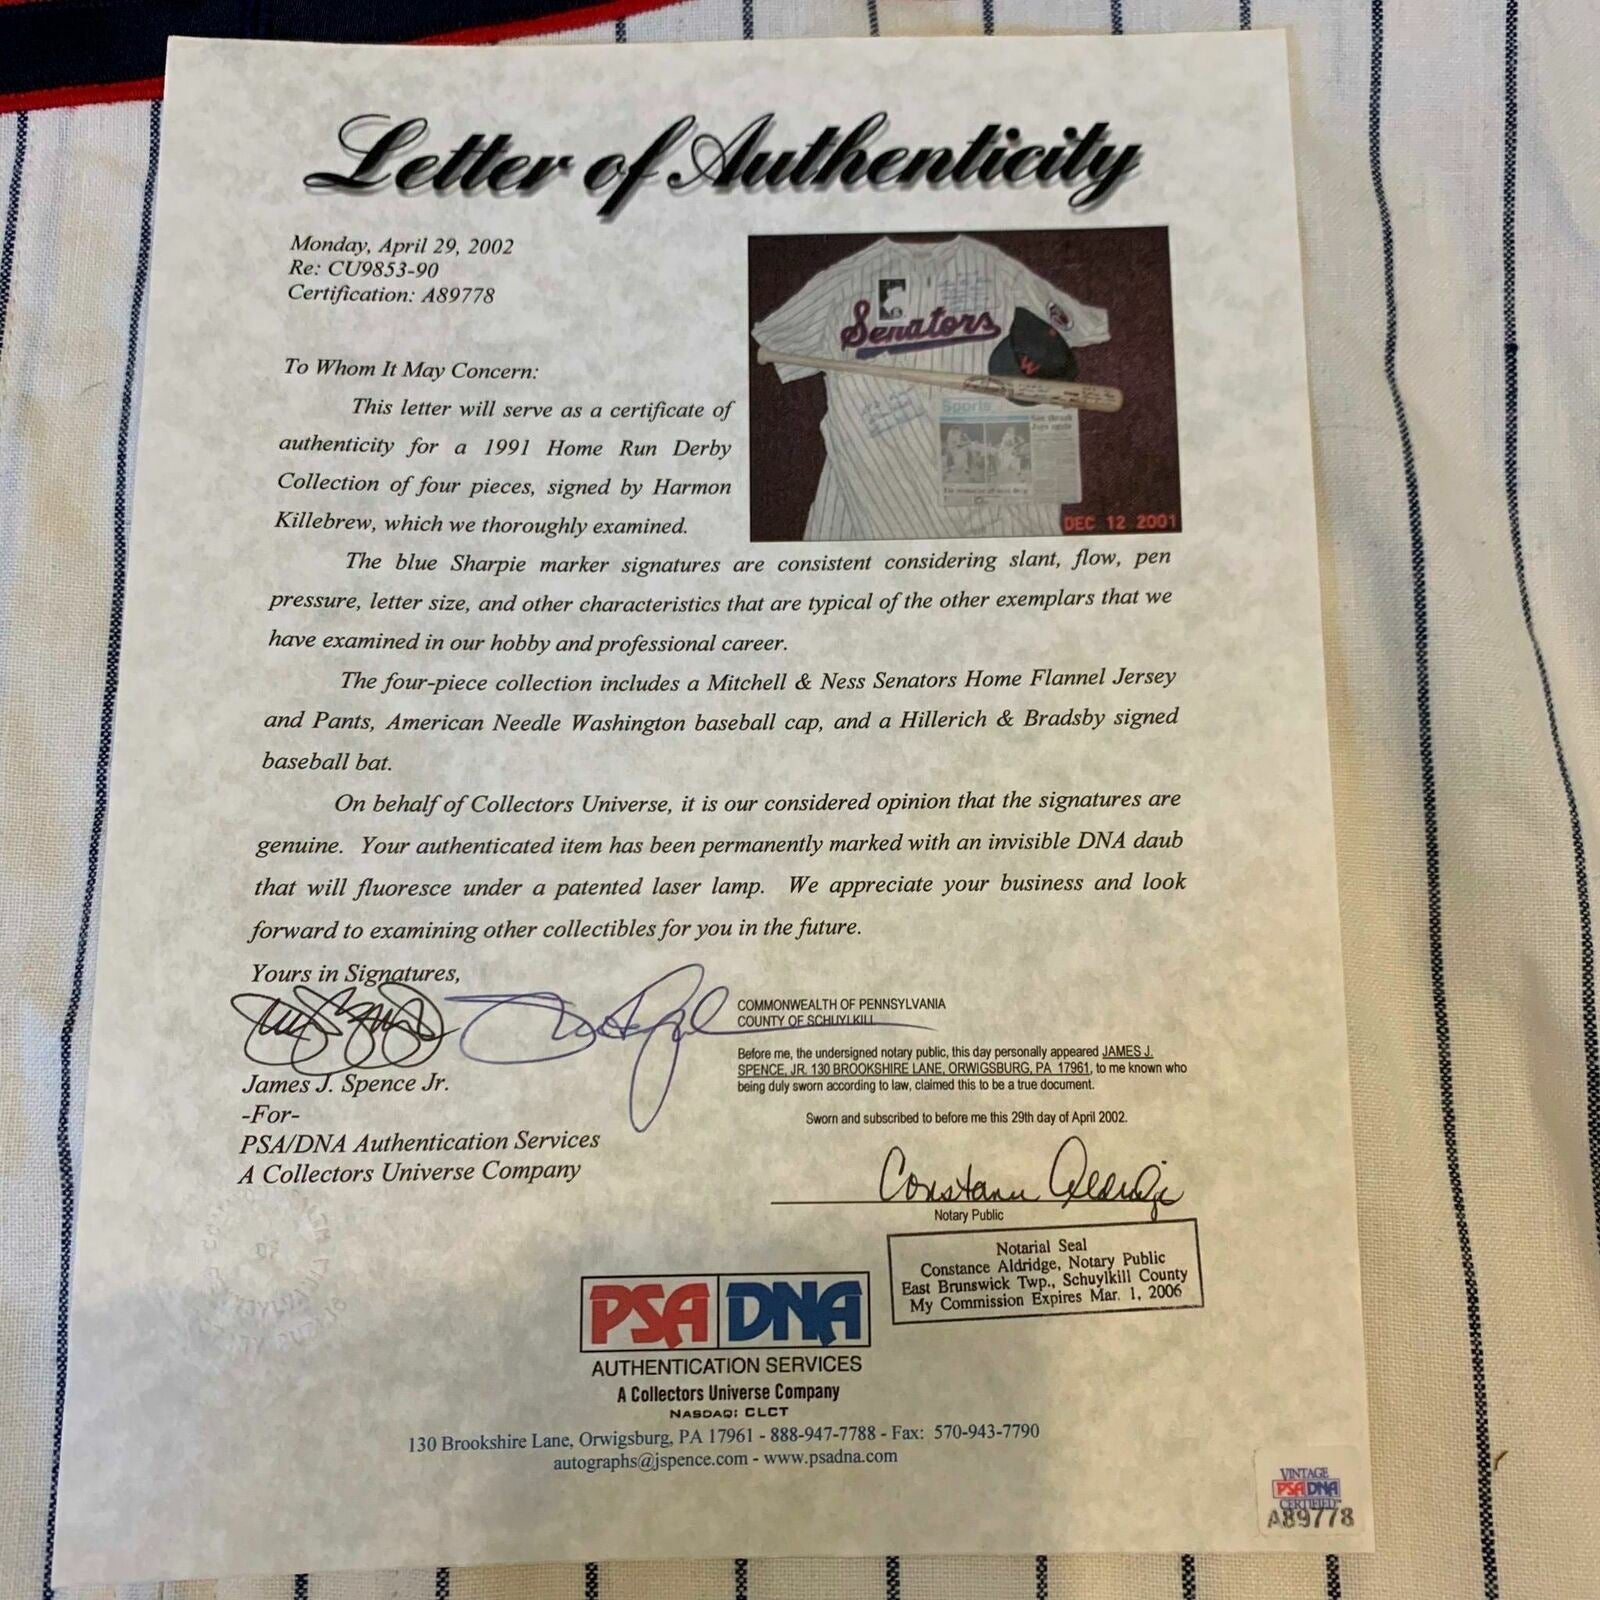 Letter of Authenticity
Monday, April 29, 2002
Re: CU9853-90
Certification: A89778
Senators
W
Sports
DEC 12 2001
To Whom It May Concern:
This letter will serve as a certificate of
authenticity for a 1991 Home Run Derby
Collection of four pieces, signed by Harmon
Killebrew, which we thoroughly examined.
The blue Sharpie marker signatures are consistent considering slant, flow, pen
pressure, letter size, and other characteristics that are typical of the other exemplars that we
have examined in our hobby and professional career.
The four-piece collection includes a Mitchell & Ness Senators Home Flannel Jersey
and Pants, American Needle Washington baseball cap, and a Hillerich & Bradsby signed
baseball bat.
On behalf of Collectors Universe, it is our considered opinion that the signatures are
genuine. Your authenticated item has been permanently marked with an invisible DNA daub
that will fluoresce under a patented laser lamp. We appreciate your business and look
forward to examining other collectibles for you in the future.
Yours in Signatures,
James J. Spence Jr.
-For-
PSA/DNA Authentication Services
A Collectors Universe Company
COMMONWEALTH OF PENNSYLVANIA
COUNTY OF SCHUYLKILL
Before me, the undersigned notary public, this day personally appeared JAMES J.
SPENCE, JR. 130 BROOKSHIRE LANE, ORWIGSBURG, PA 17961, to me known who
being duly sworn according to law, claimed this to be a true document.
Sworn and subscribed to before me this 29th day of April 2002.
Constance Aldridge
Notary Public
Notarial Seal
Constance Aldridge, Notary Public
East Brunswick Twp., Schuylkill County
My Commission Expires Mar. 1, 2006
PSA DNA
AUTHENTICATION SERVICES
A Collectors Universe Company
NASDAQ: CLCT
130 Brookshire Lane, Orwigsburg, PA 17961 - 888-947-7788 - Fax: 570-943-7790
autographs@jspence.com - www.psadna.com
VINTAGE
PSA DNA
CERTIFIED
A89778